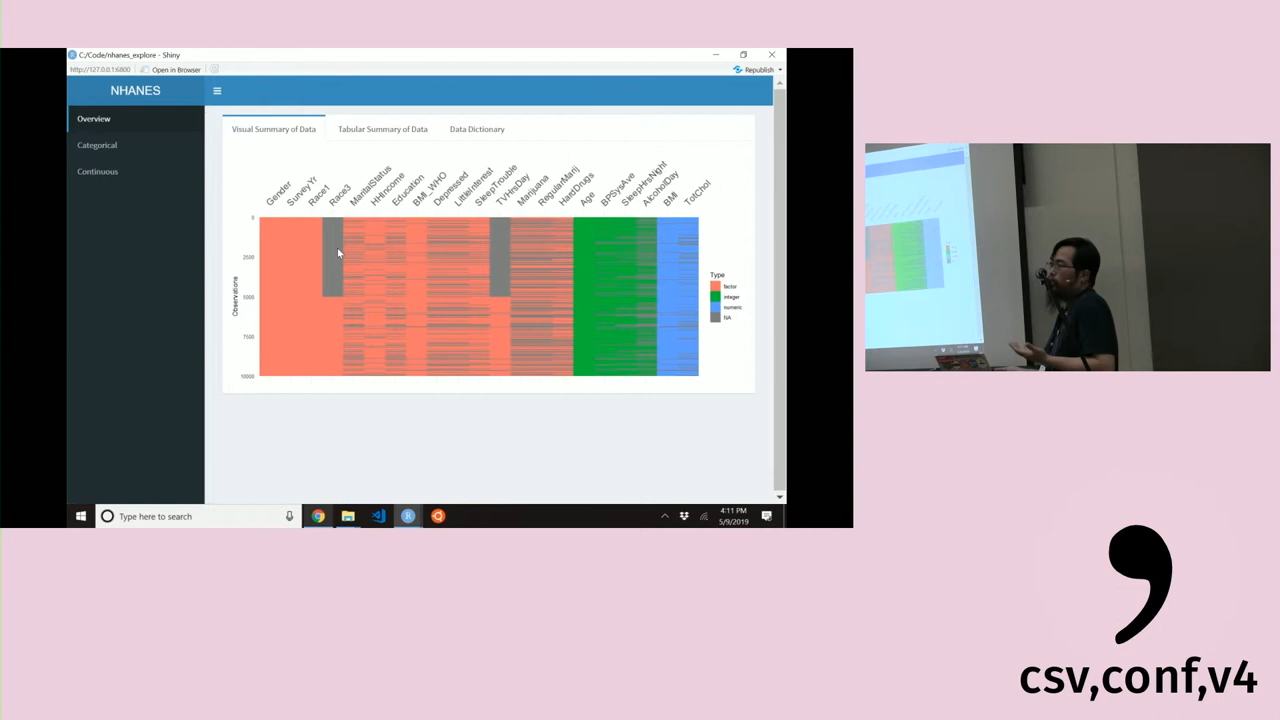 C:/Code/nhanes_explore - Shiny
http://127.0.0.1:6800 Open in Browser Republish
NHANES
Overview
Categorical
Continuous
Visual Summary of Data Tabular Summary of Data Data Dictionary
Gender SurveyYr Race1 Race3 MaritalStatus HHIncome Education BMI_WHO Depressed LittleInterest SleepTrouble TVHrsDay Marijuana RegularMarij HardDrugs Age BPSysAve SleepHrsNight AlcoholDay BMI TotChol
Observations
0
2500
5000
7500
10000
Type
factor
integer
numeric
NA
Type here to search
4:11 PM
5/9/2019
csv,conf,v4